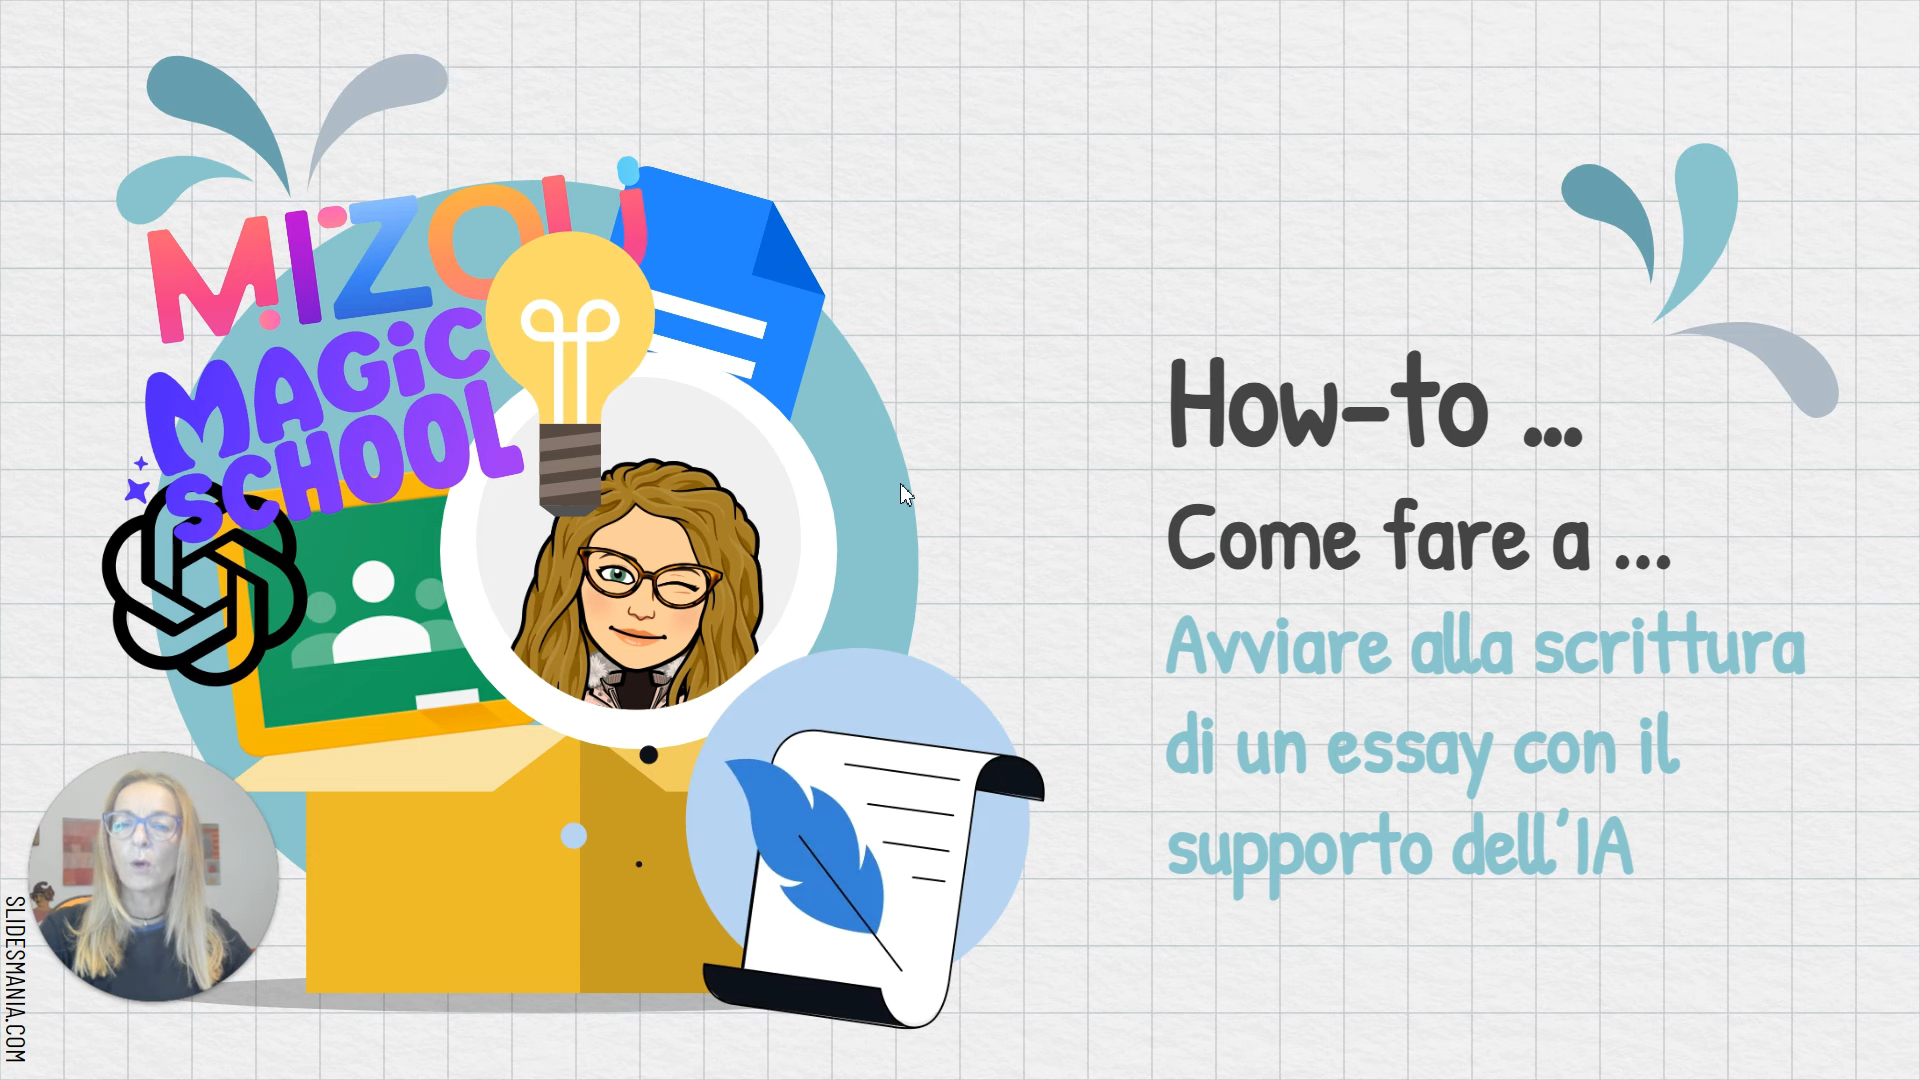 MIZOU
MAGIC
SCHOOL
How-to ...
Come fare a ...
Avviare alla scrittura
di un essay con il
supporto dell'IA
SLIDESMANIA.COM